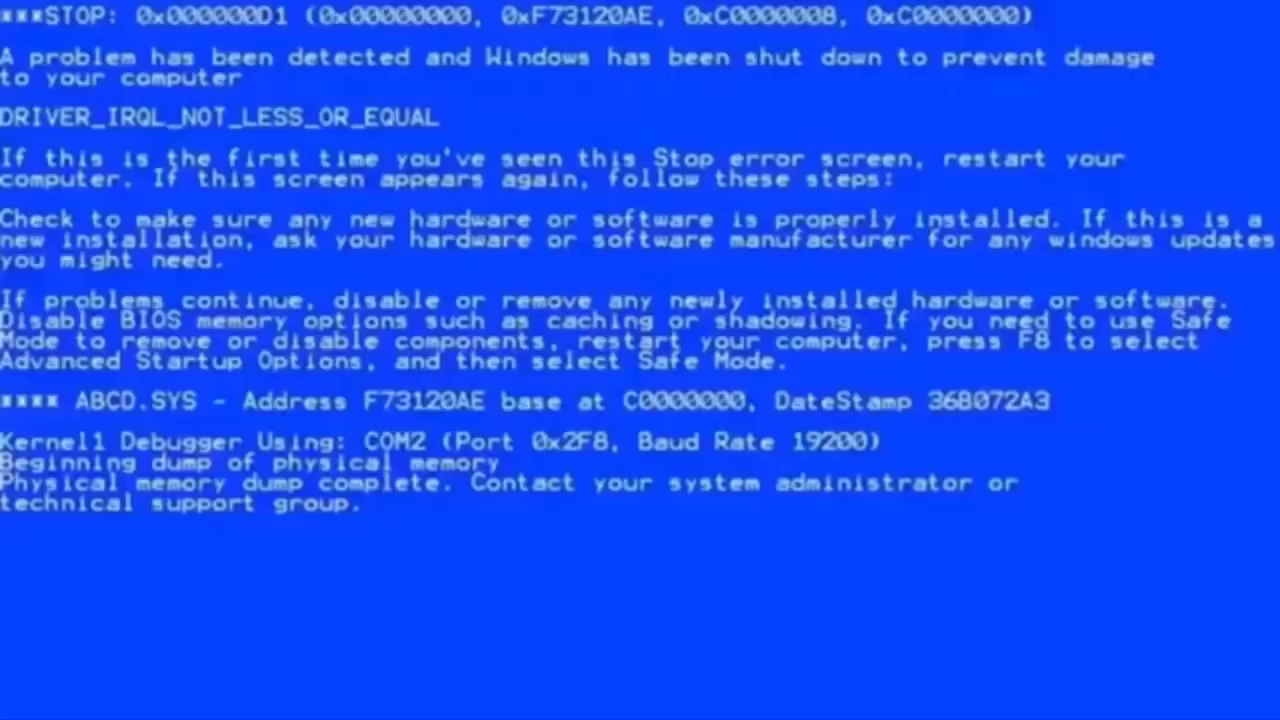 ***STOP: 0x000000D1 (0x00000000, 0xF73120AE, 0xC0000008, 0xC0000000)
A problem has been detected and Windows has been shut down to prevent damage
to your computer
DRIVER_IRQL_NOT_LESS_OR_EQUAL
If this is the first time you've seen this Stop error screen, restart your
computer. If this screen appears again, follow these steps:
Check to make sure any new hardware or software is properly installed. If this is a
new installation, ask your hardware or software manufacturer for any windows updates
you might need.
If problems continue, disable or remove any newly installed hardware or software.
Disable BIOS memory options such as caching or shadowing. If you need to use Safe
Mode to remove or disable components, restart your computer, press F8 to select
Advanced Startup Options, and then select Safe Mode.
**** ABCD.SYS - Address F73120AE base at C0000000, DateStamp 36B072A3
Kernel1 Debugger Using: COM2 (Port 0x2F8, Baud Rate 19200)
Beginning dump of physical memory
Physical memory dump complete. Contact your system administrator or
technical support group.